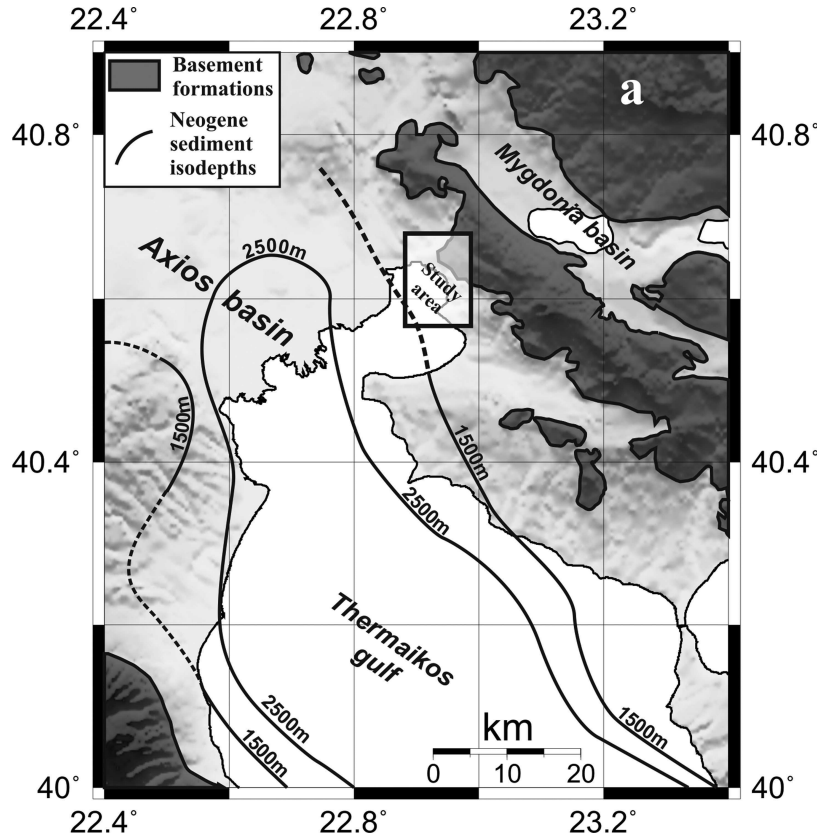 22.4° 22.8° 23.2°
Basement
formations
Neogene
sediment
isodepths
a
40.8° 40.8°
Mygdonia basin
2500m
Axios basin
Study
area
1500m
40.4° 40.4°
1500m
2500m
Thermaikos
gulf
2500m
1500m
1500m
km
0 10 20
40° 40°
22.4° 22.8° 23.2°